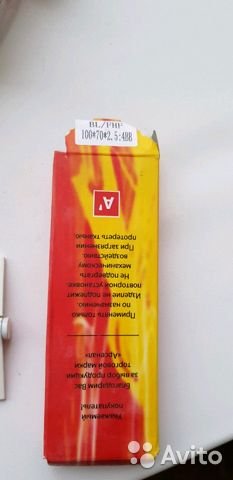 BL/FHF
100*70*2.5:4BB
Уважаемый
покупатель!
Благодарим Вас
за выбор продукции
торговой марки
«Арсенал»
Применять только
по назначению.
Изделие не подлежит
повторной установке.
Не подвергать
механическому
воздействию.
При загрязнении
протереть тканью.
A'
Avito